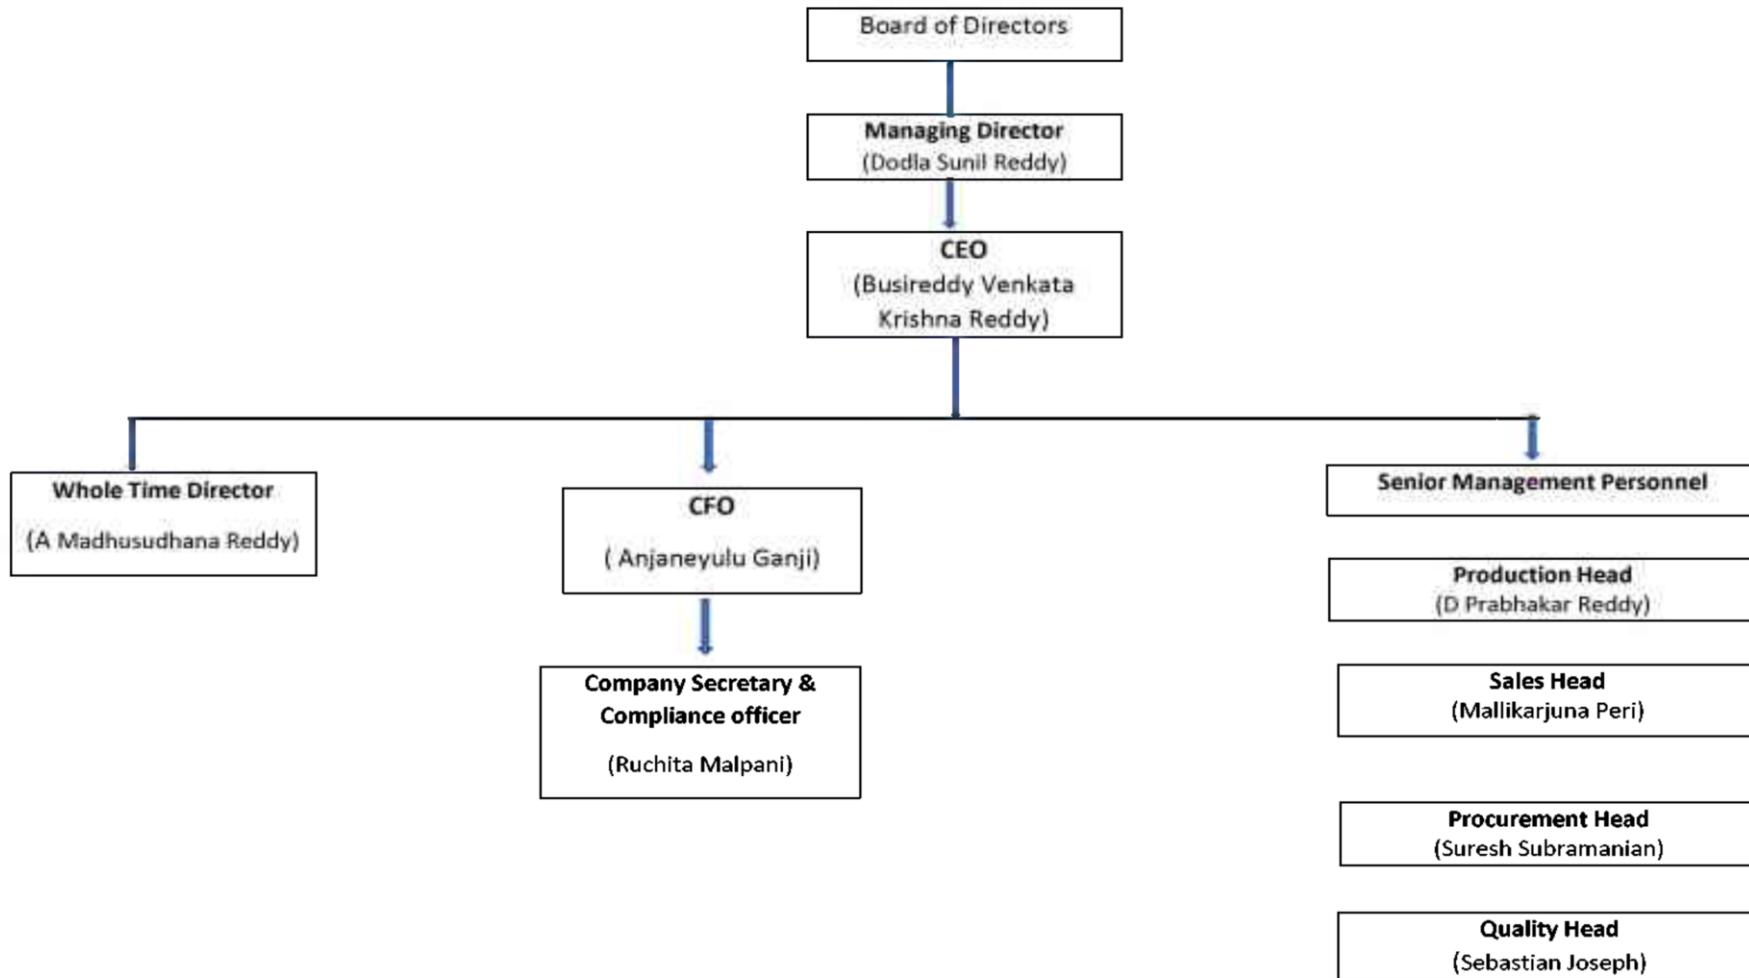 Board of Directors
Managing Director
(Dodla Sunil Reddy)
CEO
(Busireddy Venkata
Krishna Reddy)
Whole Time Director
(A Madhusudhana Reddy)
CFO
( Anjaneyulu Ganji)
Company Secretary &
Compliance officer
(Ruchita Malpani)
Senior Management Personnel
Production Head
(D Prabhakar Reddy)
Sales Head
(Mallikarjuna Peri)
Procurement Head
(Suresh Subramanian)
Quality Head
(Sebastian Joseph)